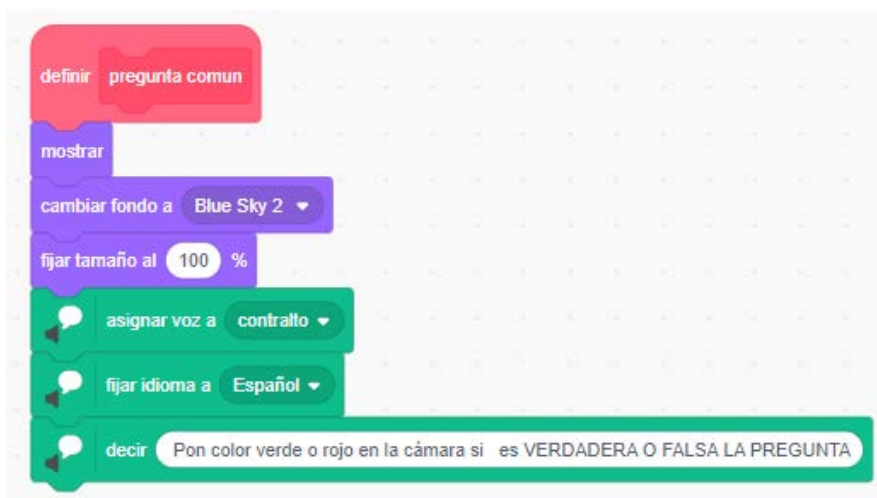 definir pregunta comun
mostrar
cambiar fondo a Blue Sky 2
fijar tamaño al 100 %
asignar voz a contralto
fijar idioma a Español
decir Pon color verde o rojo en la cámara si es VERDADERA O FALSA LA PREGUNTA